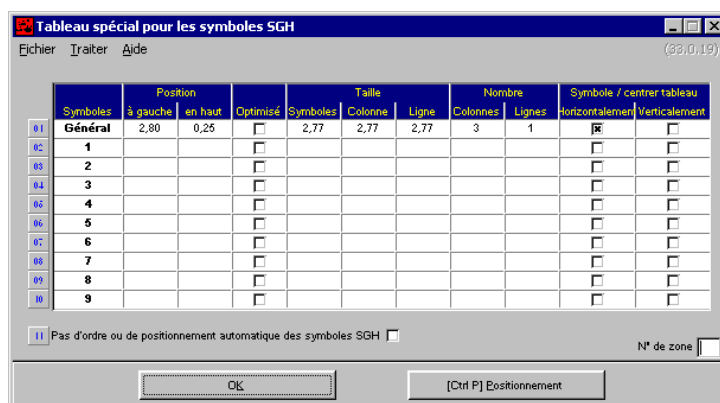 Tableau spécial pour les symboles SGH
Fichier Traiter Aide (33.0.19)
Position Taille Nombre Symbole / centrer tableau
Symboles à gauche en haut Optimisé Symboles Colonne Ligne Colonnes Lignes Horizontalemen Verticalement
01 Général 2,80 0,25 2,77 2,77 2,77 3 1
02 1
03 2
04 3
05 4
06 5
07 6
08 7
09 8
10 9
11 Pas d'ordre ou de positionnement automatique des symboles SGH
N° de zone
OK [Ctrl P] Positionnement